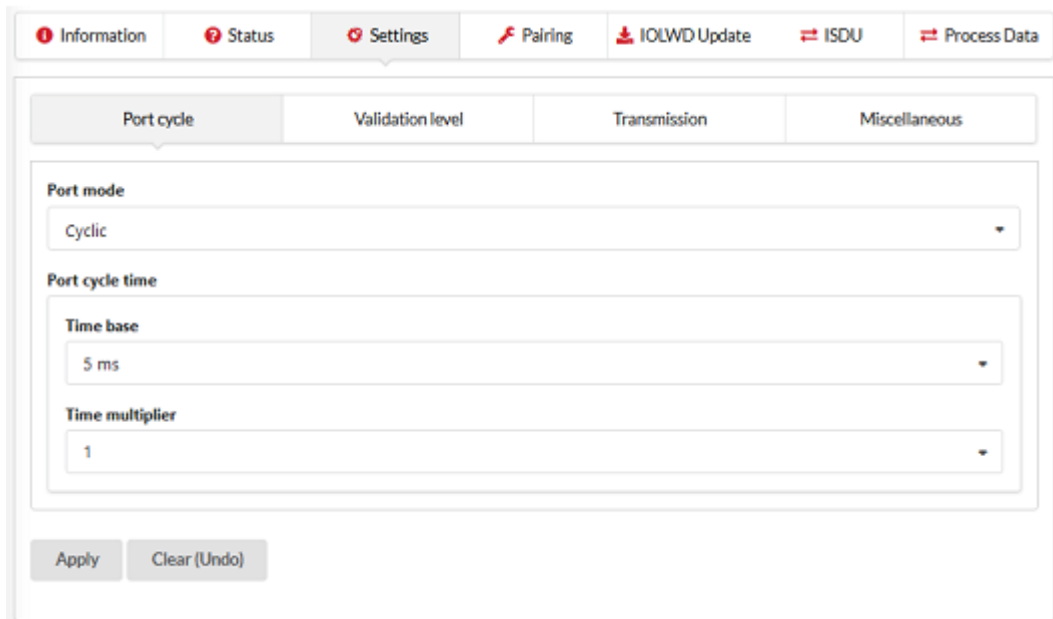 Information Status Settings Pairing IOLWD Update ISDU Process Data
Port cycle Validation level Transmission Miscellaneous
Port mode
Cyclic
Port cycle time
Time base
5 ms
Time multiplier
1
Apply Clear (Undo)